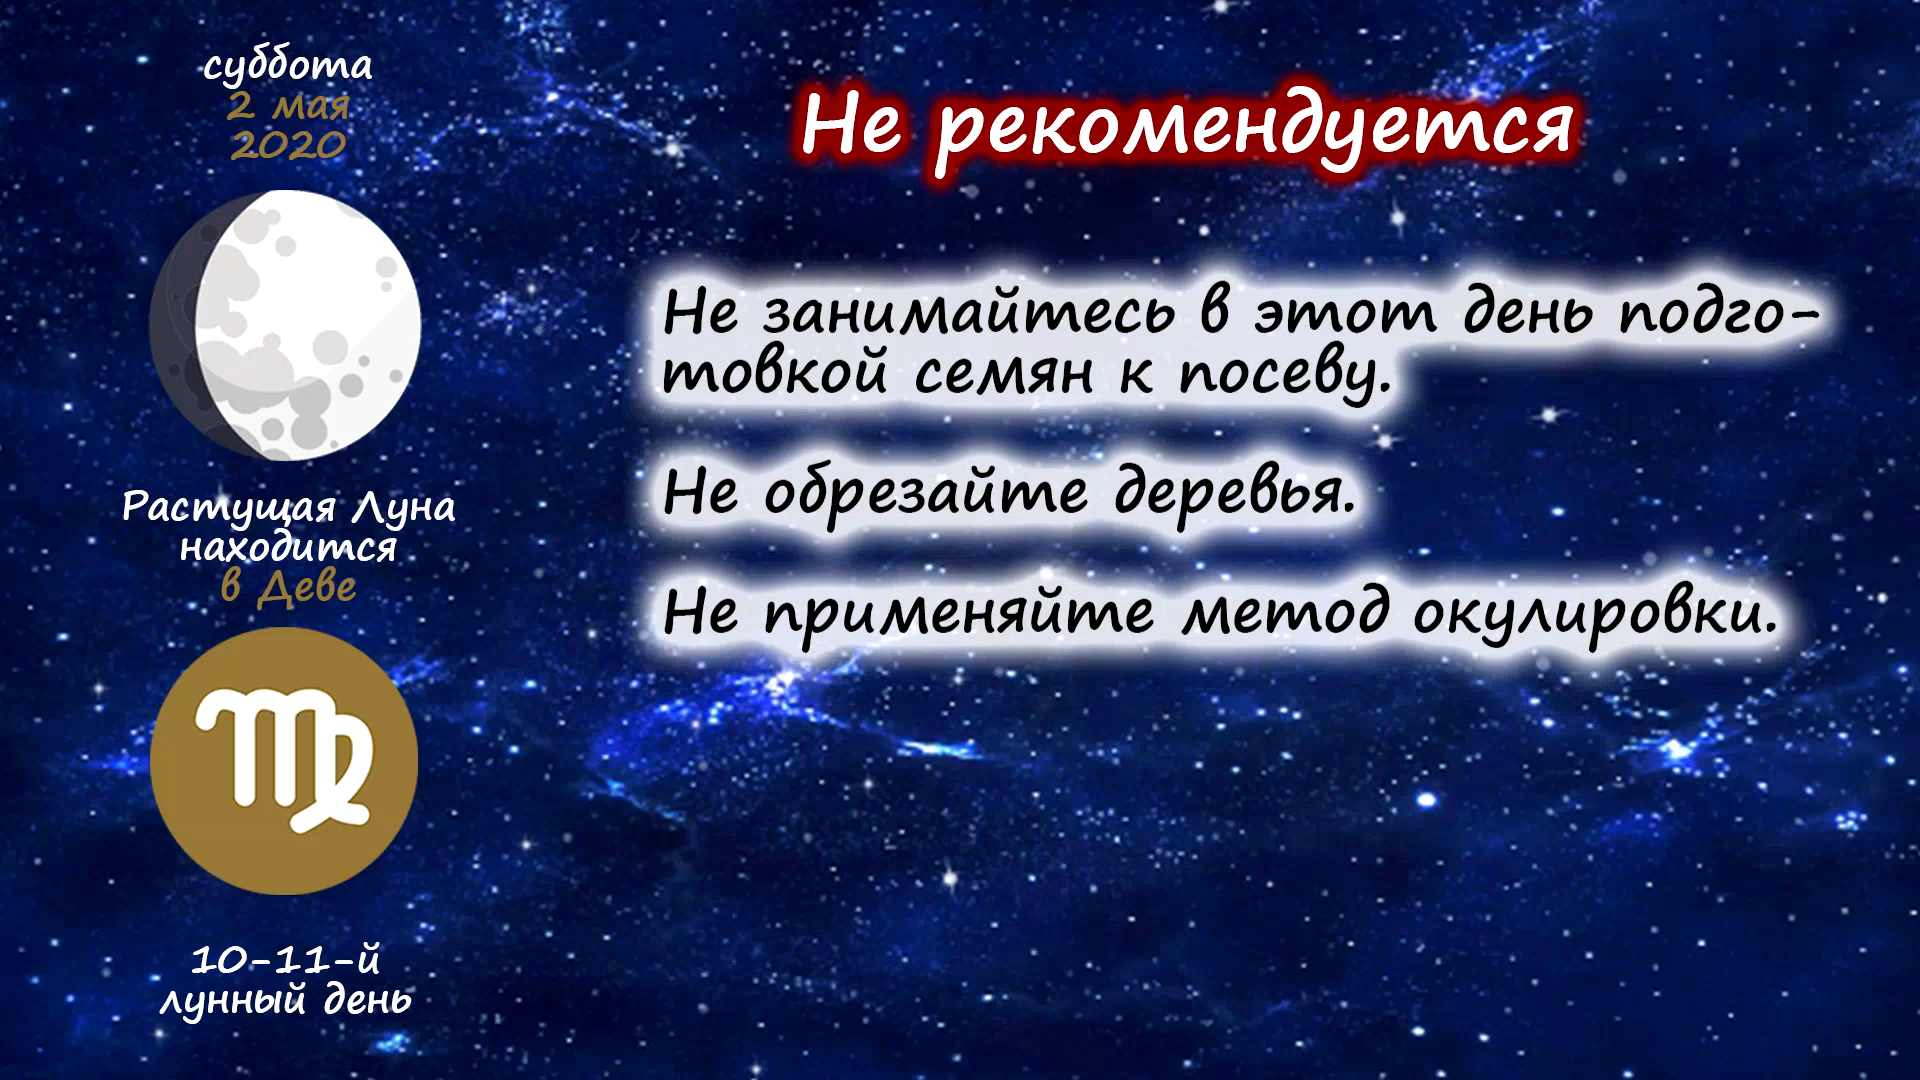 суббота
2 мая
2020
Растущая Луна
находится
в Деве
10-11-й
лунный день
Не рекомендуется
Не занимайтесь в этот день подго-
товкой семян к посеву.
Не обрезайте деревья.
Не применяйте метод окулировки.